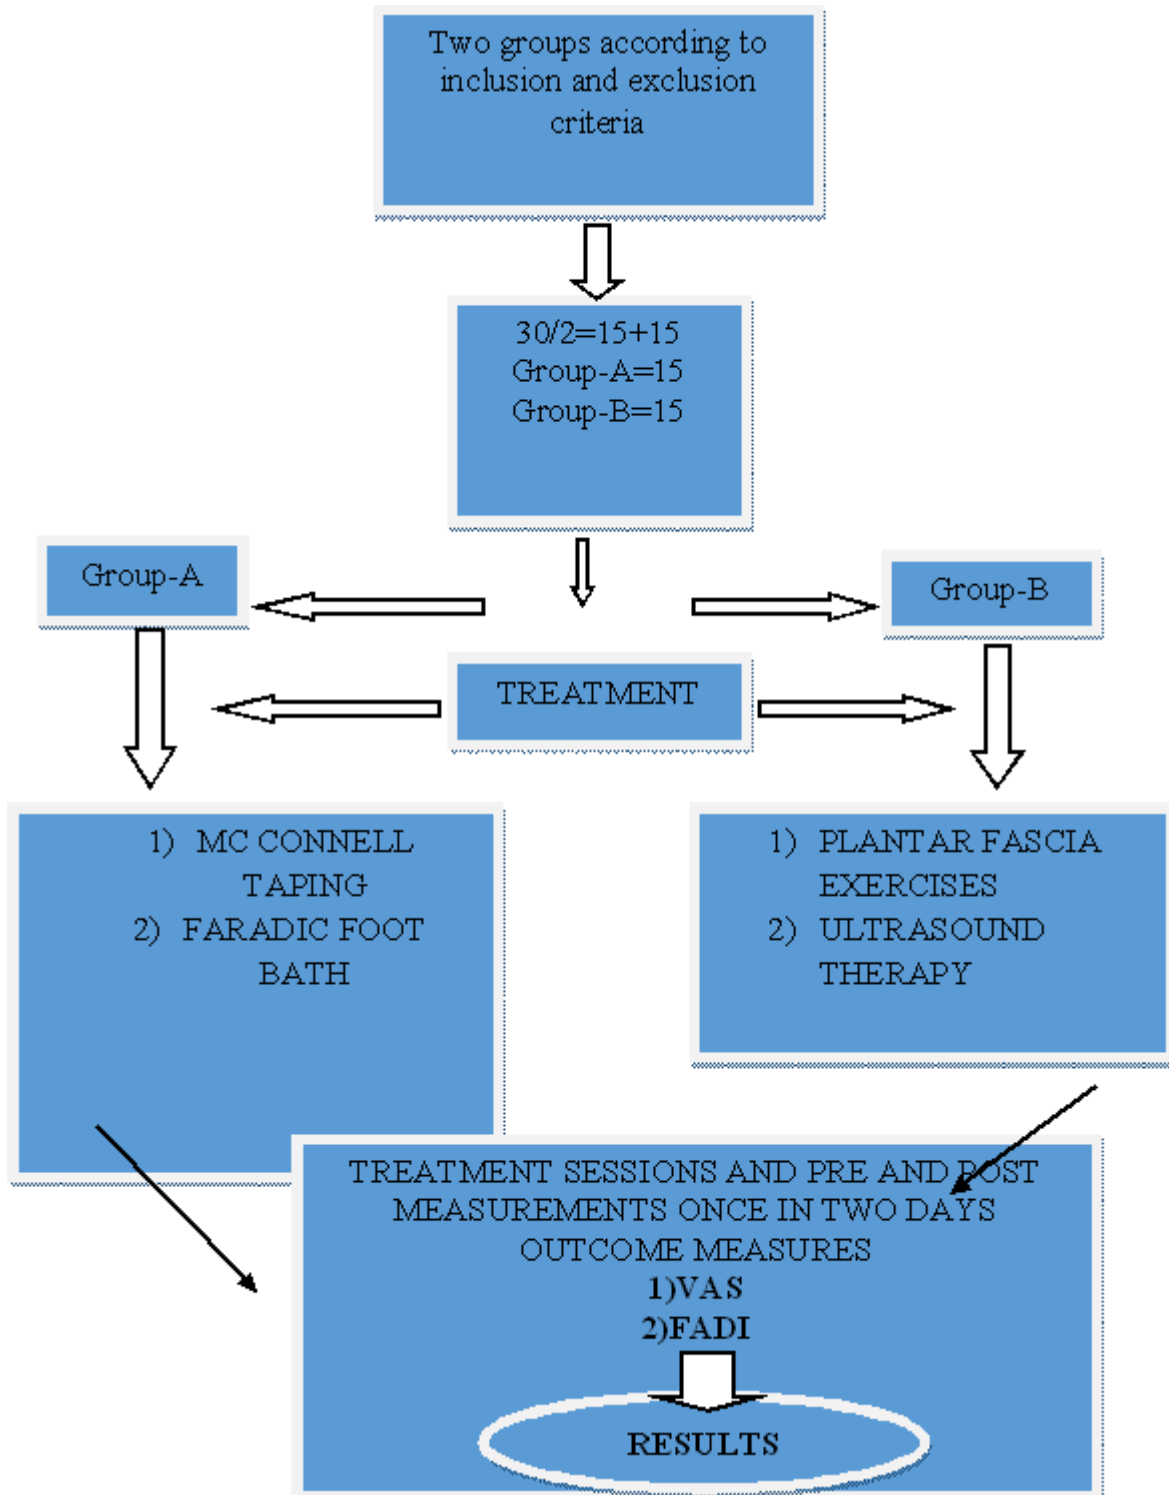 Two groups according to
inclusion and exclusion
criteria
30/2=15+15
Group-A=15
Group-B=15
Group-A
Group-B
TREATMENT
1) MC CONNELL
TAPING
2) FARADIC FOOT
BATH
1) PLANTAR FASCIA
EXERCISES
2) ULTRASOUND
THERAPY
TREATMENT SESSIONS AND PRE AND POST
MEASUREMENTS ONCE IN TWO DAYS
OUTCOME MEASURES
1)VAS
2)FADI
RESULTS